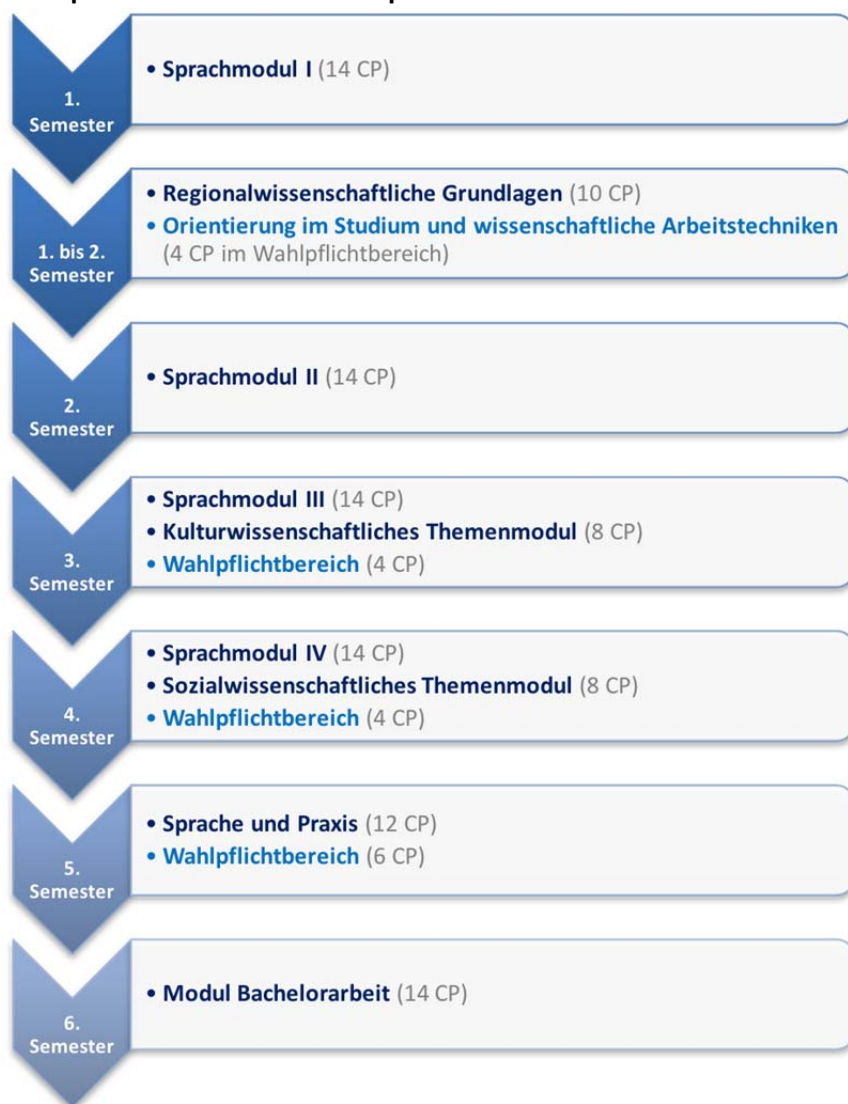 1.
Semester
• Sprachmodul I (14 CP)
1. bis 2.
Semester
• Regionalwissenschaftliche Grundlagen (10 CP)
• Orientierung im Studium und wissenschaftliche Arbeitstechniken
(4 CP im Wahlpflichtbereich)
2.
Semester
• Sprachmodul II (14 CP)
3.
Semester
• Sprachmodul III (14 CP)
• Kulturwissenschaftliches Themenmodul (8 CP)
• Wahlpflichtbereich (4 CP)
4.
Semester
• Sprachmodul IV (14 CP)
• Sozialwissenschaftliches Themenmodul (8 CP)
• Wahlpflichtbereich (4 CP)
5.
Semester
• Sprache und Praxis (12 CP)
• Wahlpflichtbereich (6 CP)
6.
Semester
• Modul Bachelorarbeit (14 CP)